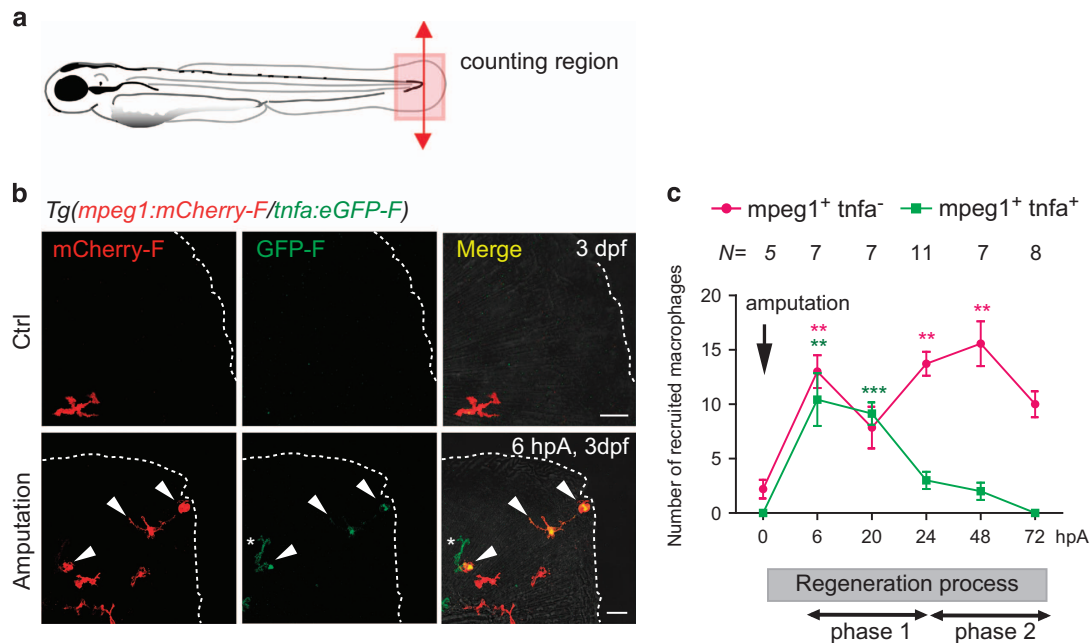 a
counting region
b
Tg(mpeg1:mCherry-F/tnfa:eGFP-F)
mCherry-F
GFP-F
Merge
3 dpf
Ctrl
6 hpA, 3dpf
*
Amputation
c
mpeg1⁺ tnfa⁻
mpeg1⁺ tnfa⁺
N= 5 7 7 11 7 8
amputation
Number of recruited macrophages
20
15
10
5
0
**
**
***
**
**
0 6 20 24 48 72 hpA
Regeneration process
phase 1 phase 2